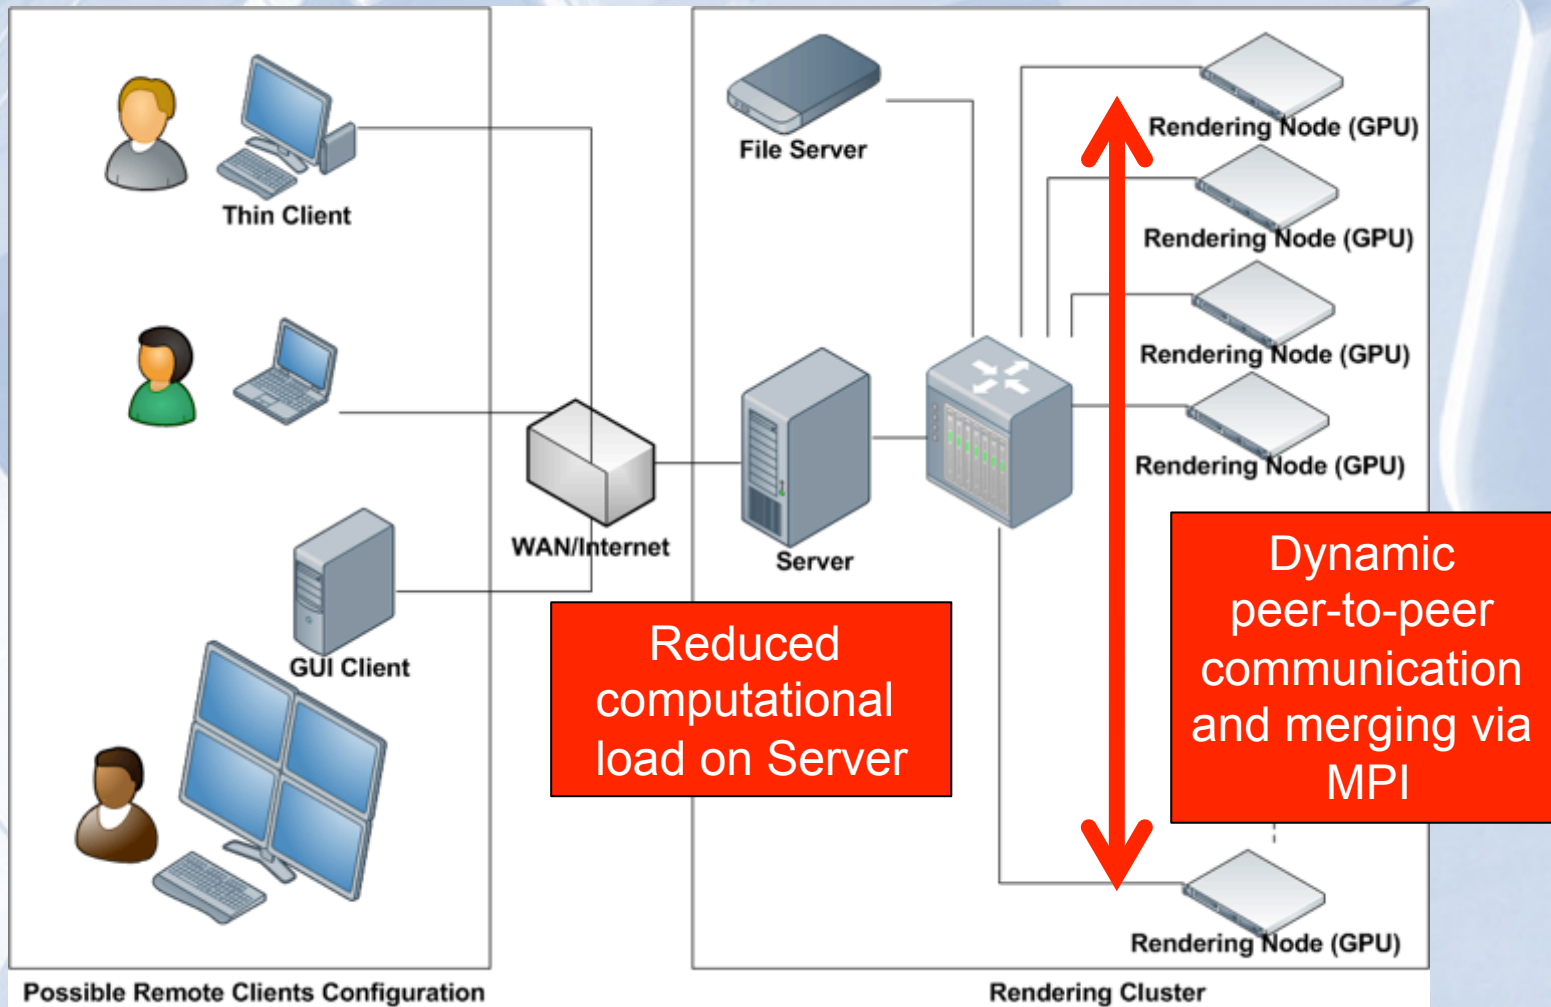 File Server
Rendering Node (GPU)
Thin Client
Rendering Node (GPU)
Rendering Node (GPU)
Rendering Node (GPU)
WAN/Internet
Server
GUI Client
Reduced
computational
load on Server
Dynamic
peer-to-peer
communication
and merging via
MPI
Rendering Node (GPU)
Possible Remote Clients Configuration
Rendering Cluster